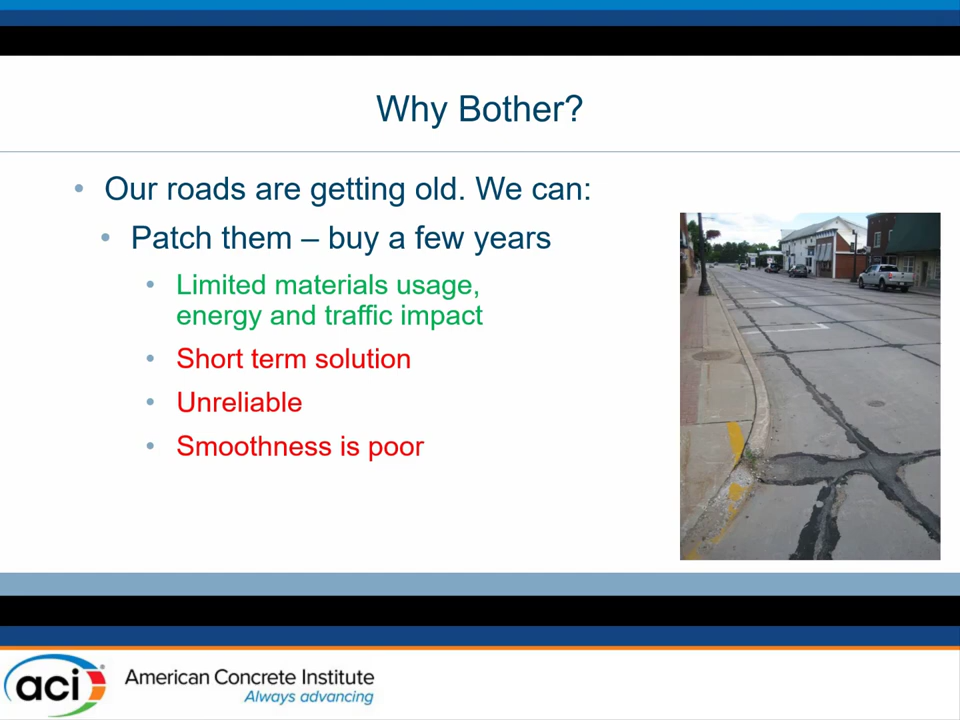 Why Bother?
• Our roads are getting old. We can:
• Patch them – buy a few years
• Limited materials usage,
energy and traffic impact
• Short term solution
• Unreliable
• Smoothness is poor
aci
American Concrete Institute
Always advancing